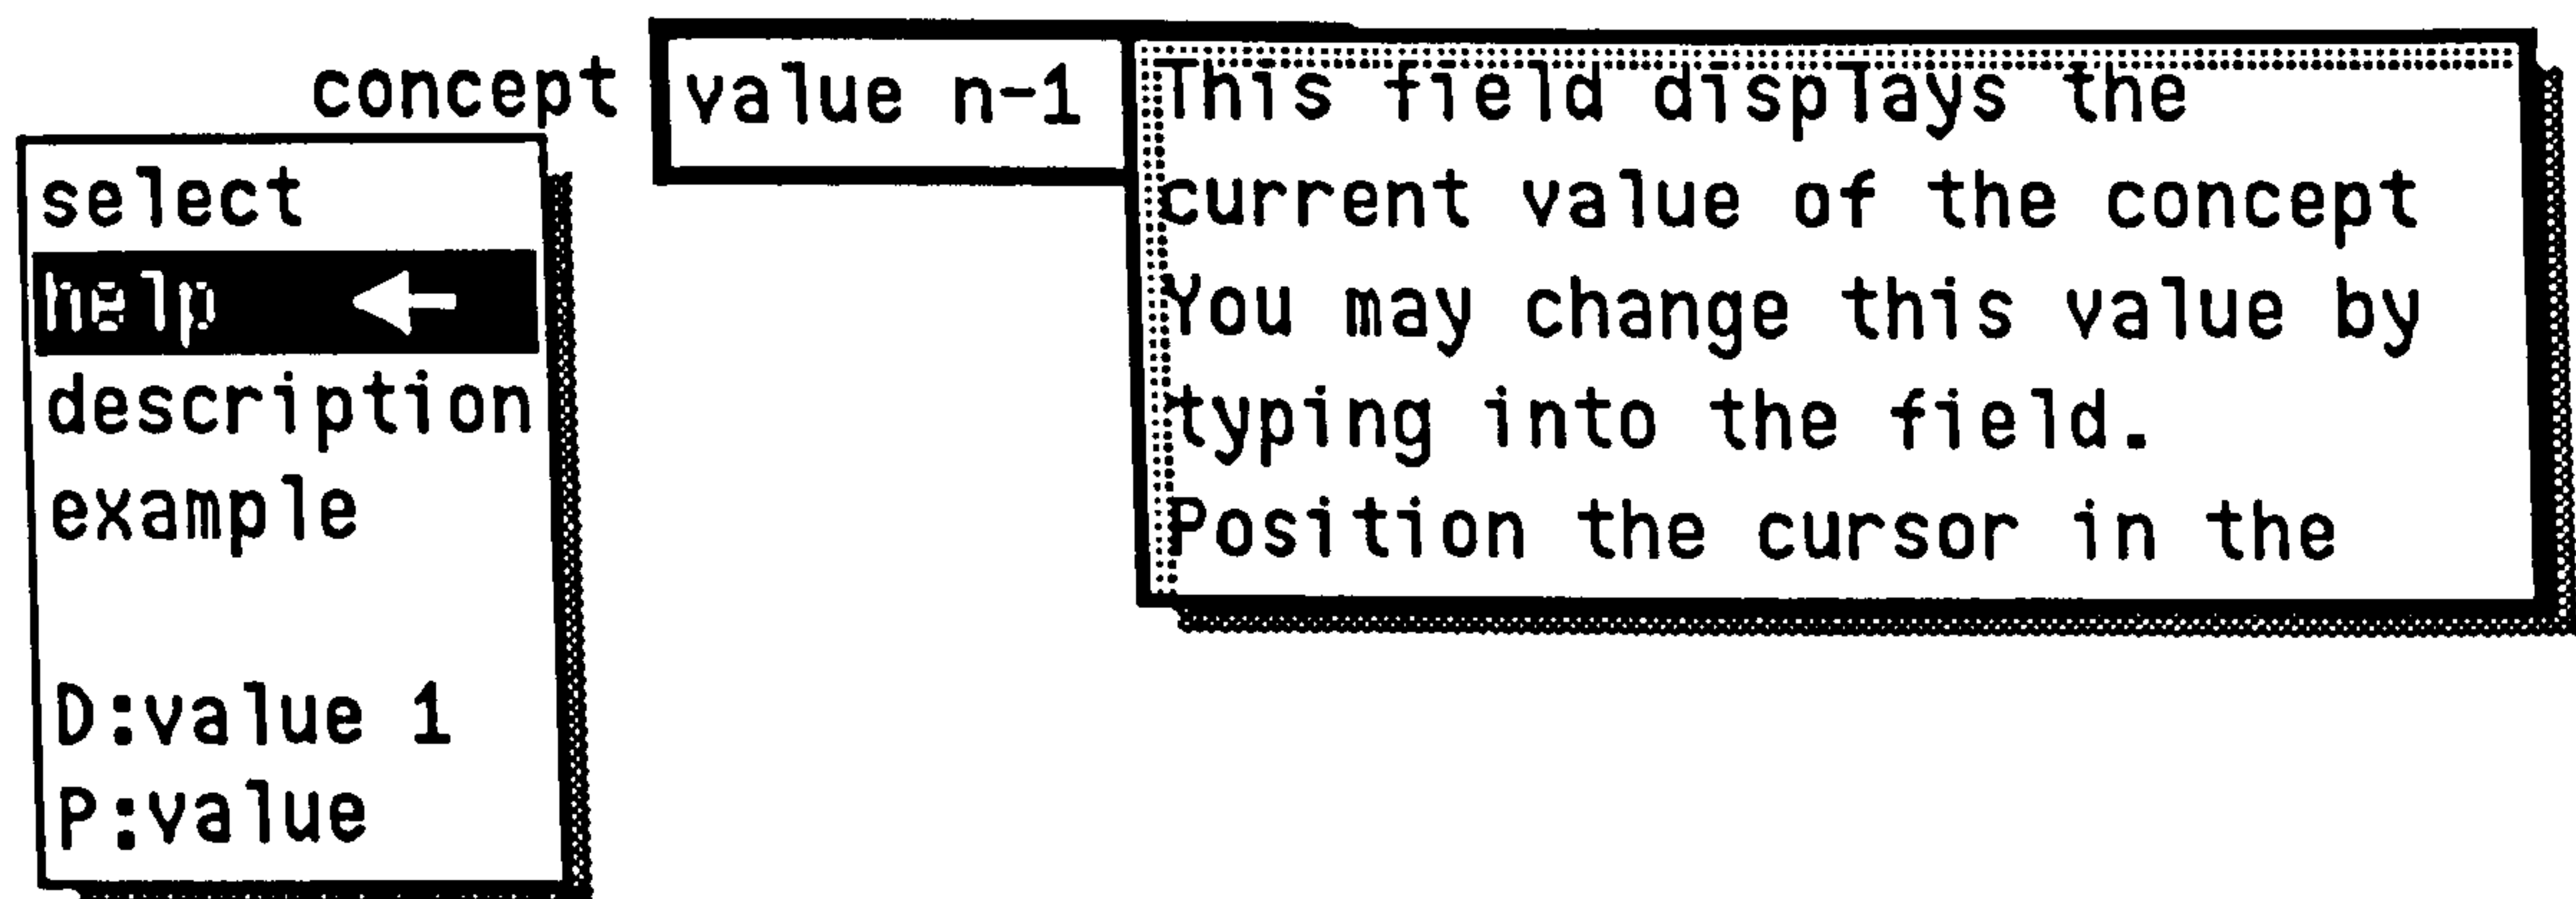 concept
value n-1
select
help
description
example
D:value 1
P:value
This field displays the
current value of the concept
You may change this value by
typing into the field.
Position the cursor in the